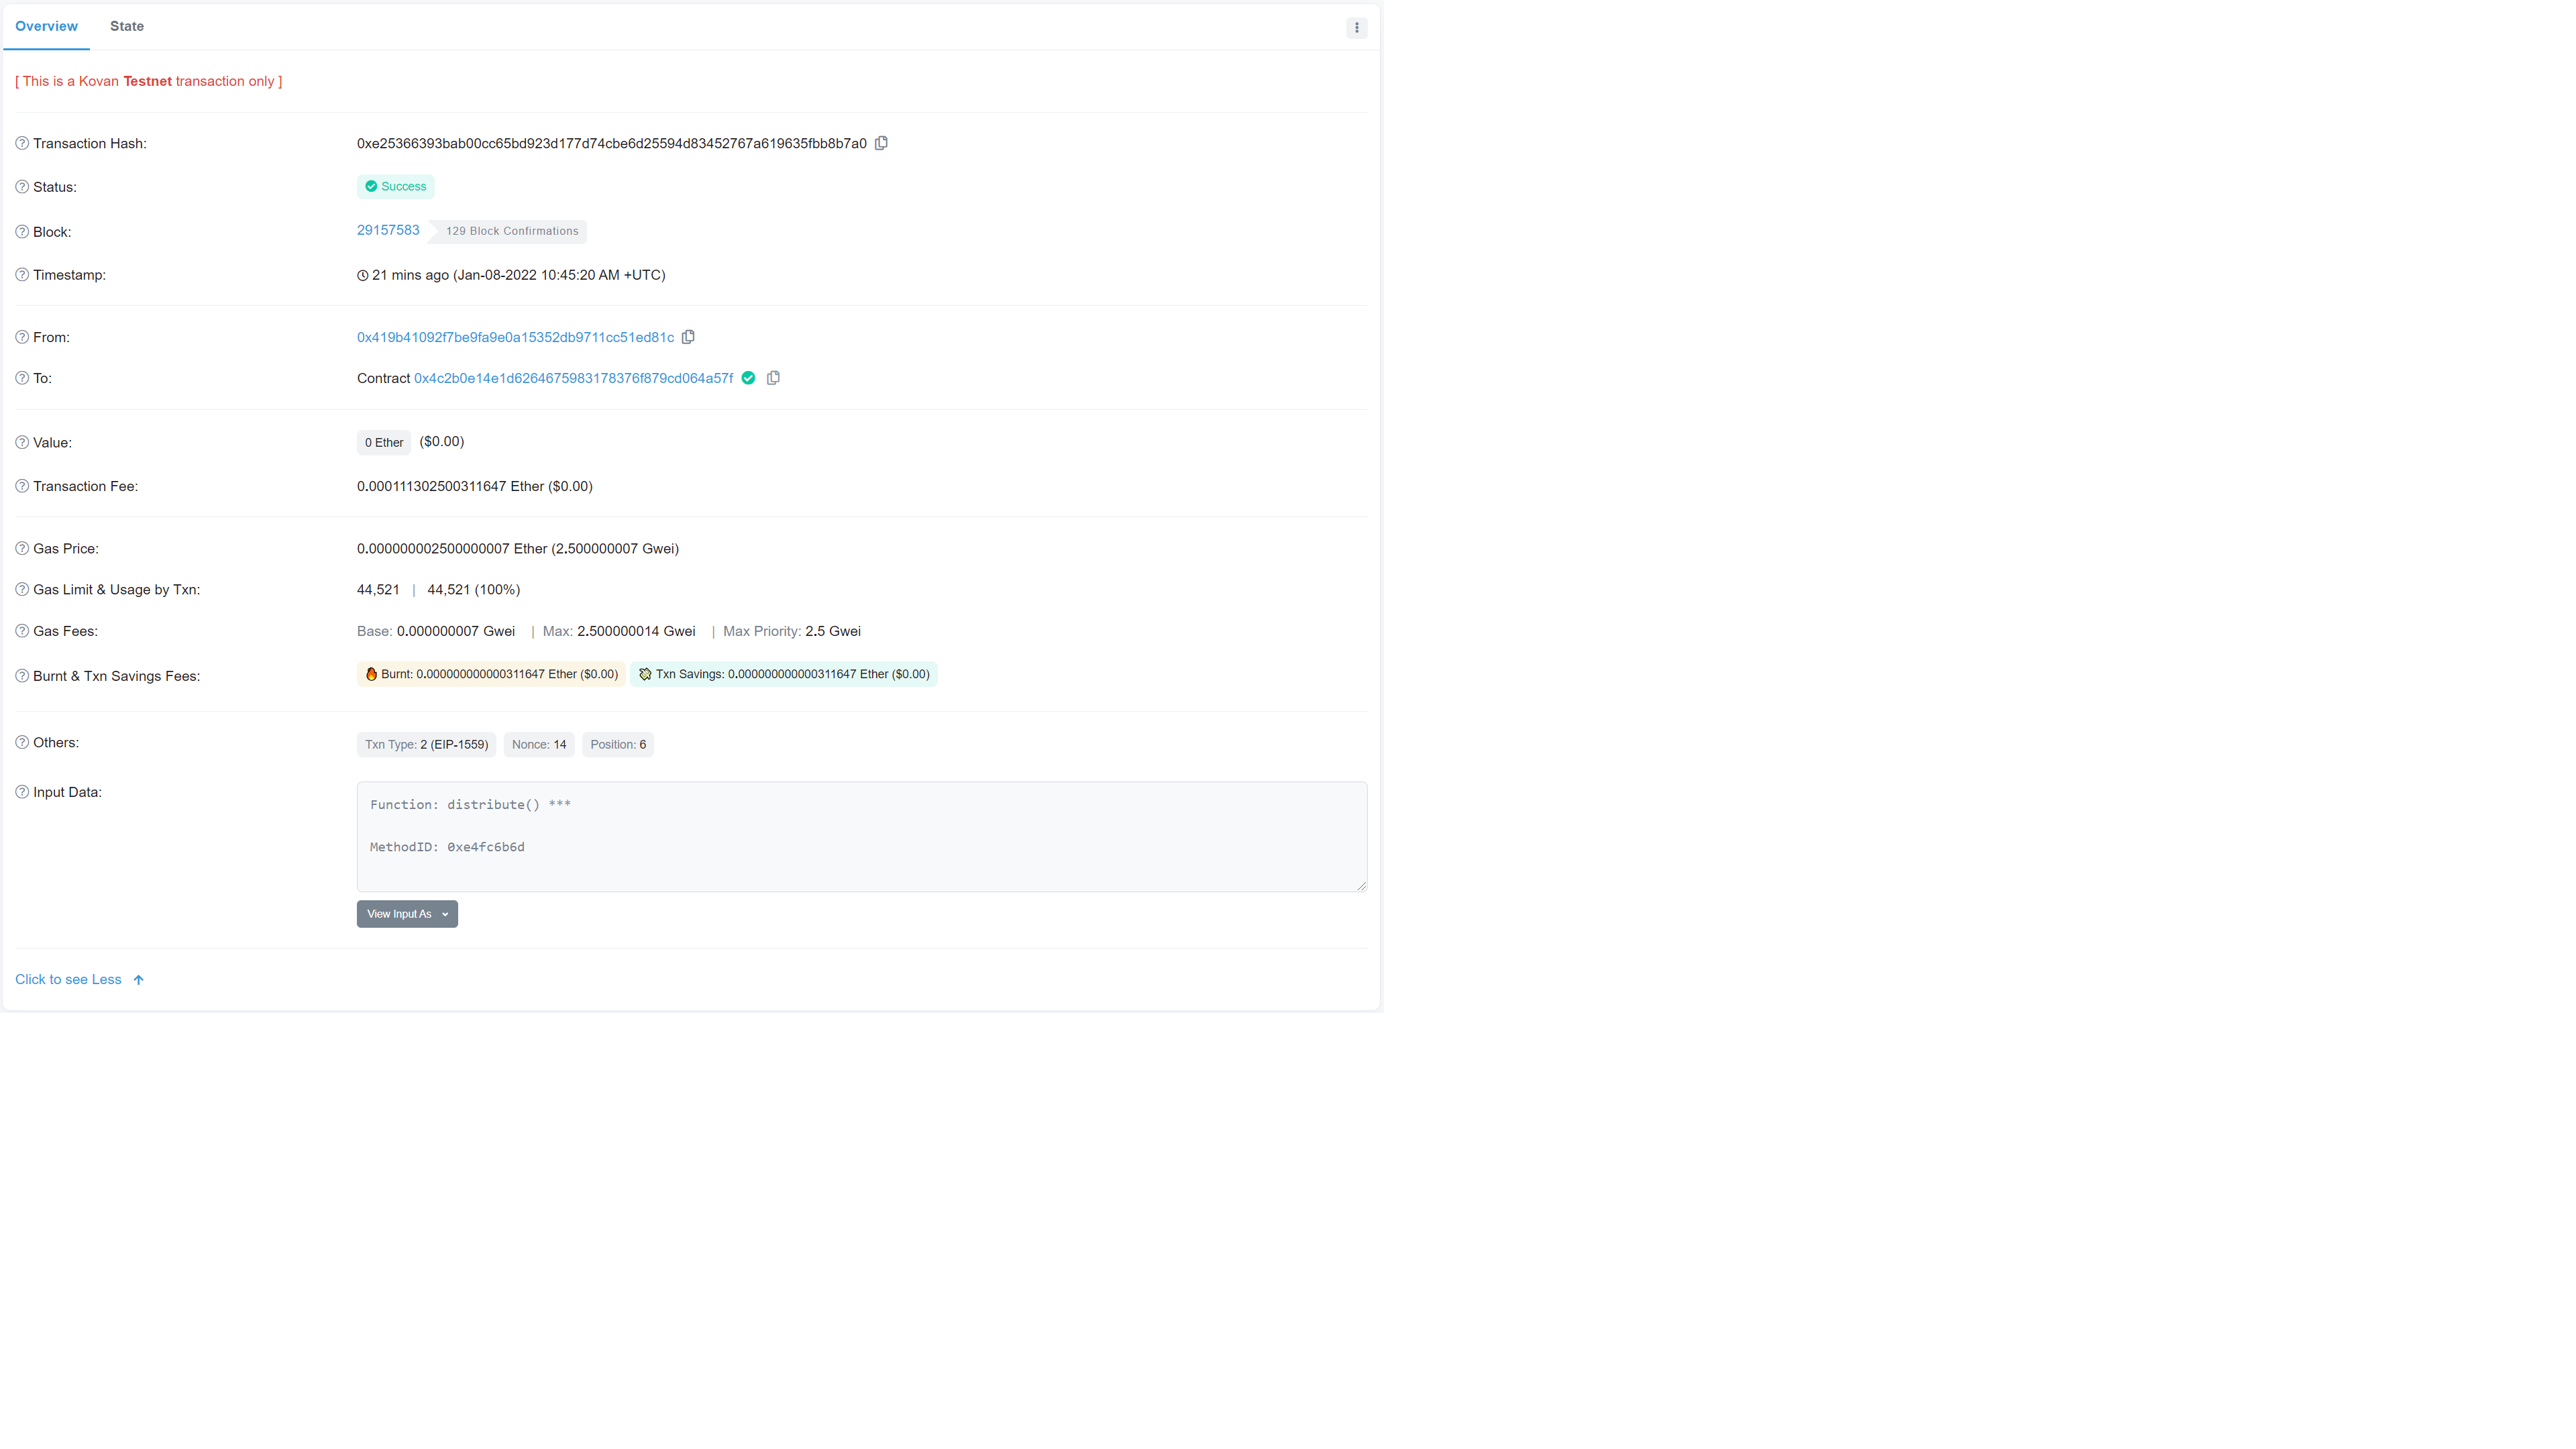 Overview State
[ This is a Kovan Testnet transaction only ]
Transaction Hash: 0xe25366393bab00cc65bd923d177d74cbe6d25594d83452767a619635fbb8b7a0
Status: Success
Block: 29157583 129 Block Confirmations
Timestamp: 21 mins ago (Jan-08-2022 10:45:20 AM +UTC)
From: 0x419b41092f7be9fa9e0a15352db9711cc51ed81c
To: Contract 0x4c2b0e14e1d6264675983178376f879cd064a57f
Value: 0 Ether ($0.00)
Transaction Fee: 0.000111302500311647 Ether ($0.00)
Gas Price: 0.000000002500000007 Ether (2.500000007 Gwei)
Gas Limit & Usage by Txn: 44,521 | 44,521 (100%)
Gas Fees: Base: 0.000000007 Gwei | Max: 2.500000014 Gwei | Max Priority: 2.5 Gwei
Burnt & Txn Savings Fees: Burnt: 0.000000000000311647 Ether ($0.00) Txn Savings: 0.000000000000311647 Ether ($0.00)
Others: Txn Type: 2 (EIP-1559) Nonce: 14 Position: 6
Input Data: Function: distribute() ***
MethodID: 0xe4fc6b6d
View Input As
Click to see Less